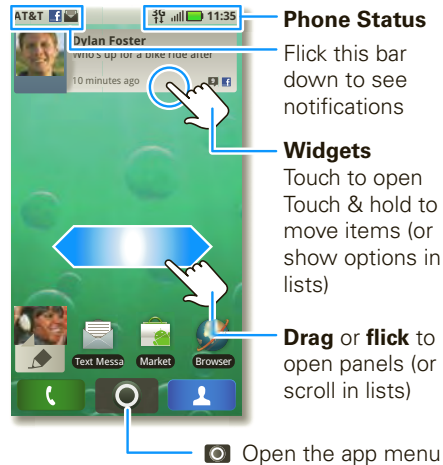 AT&T 3G 11:35
Dylan Foster
Who's up for a bike ride after
10 minutes ago
Text Messa Market Browser
Phone Status
Flick this bar
down to see
notifications
Widgets
Touch to open
Touch & hold to
move items (or
show options in
lists)
Drag or flick to
open panels (or
scroll in lists)
Open the app menu